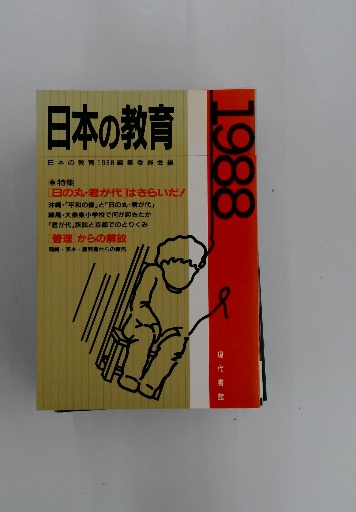 日本の教育
1988
日本の教育1988編集委員会編
●特集
「日の丸・君が代」はきらいだ!
沖縄・「平和の像」と「日の丸・君が代」
練馬・大泉東小学校で何が起きたか
「君が代」訴訟と京都でのとりくみ
「管理」からの解放
現代書館